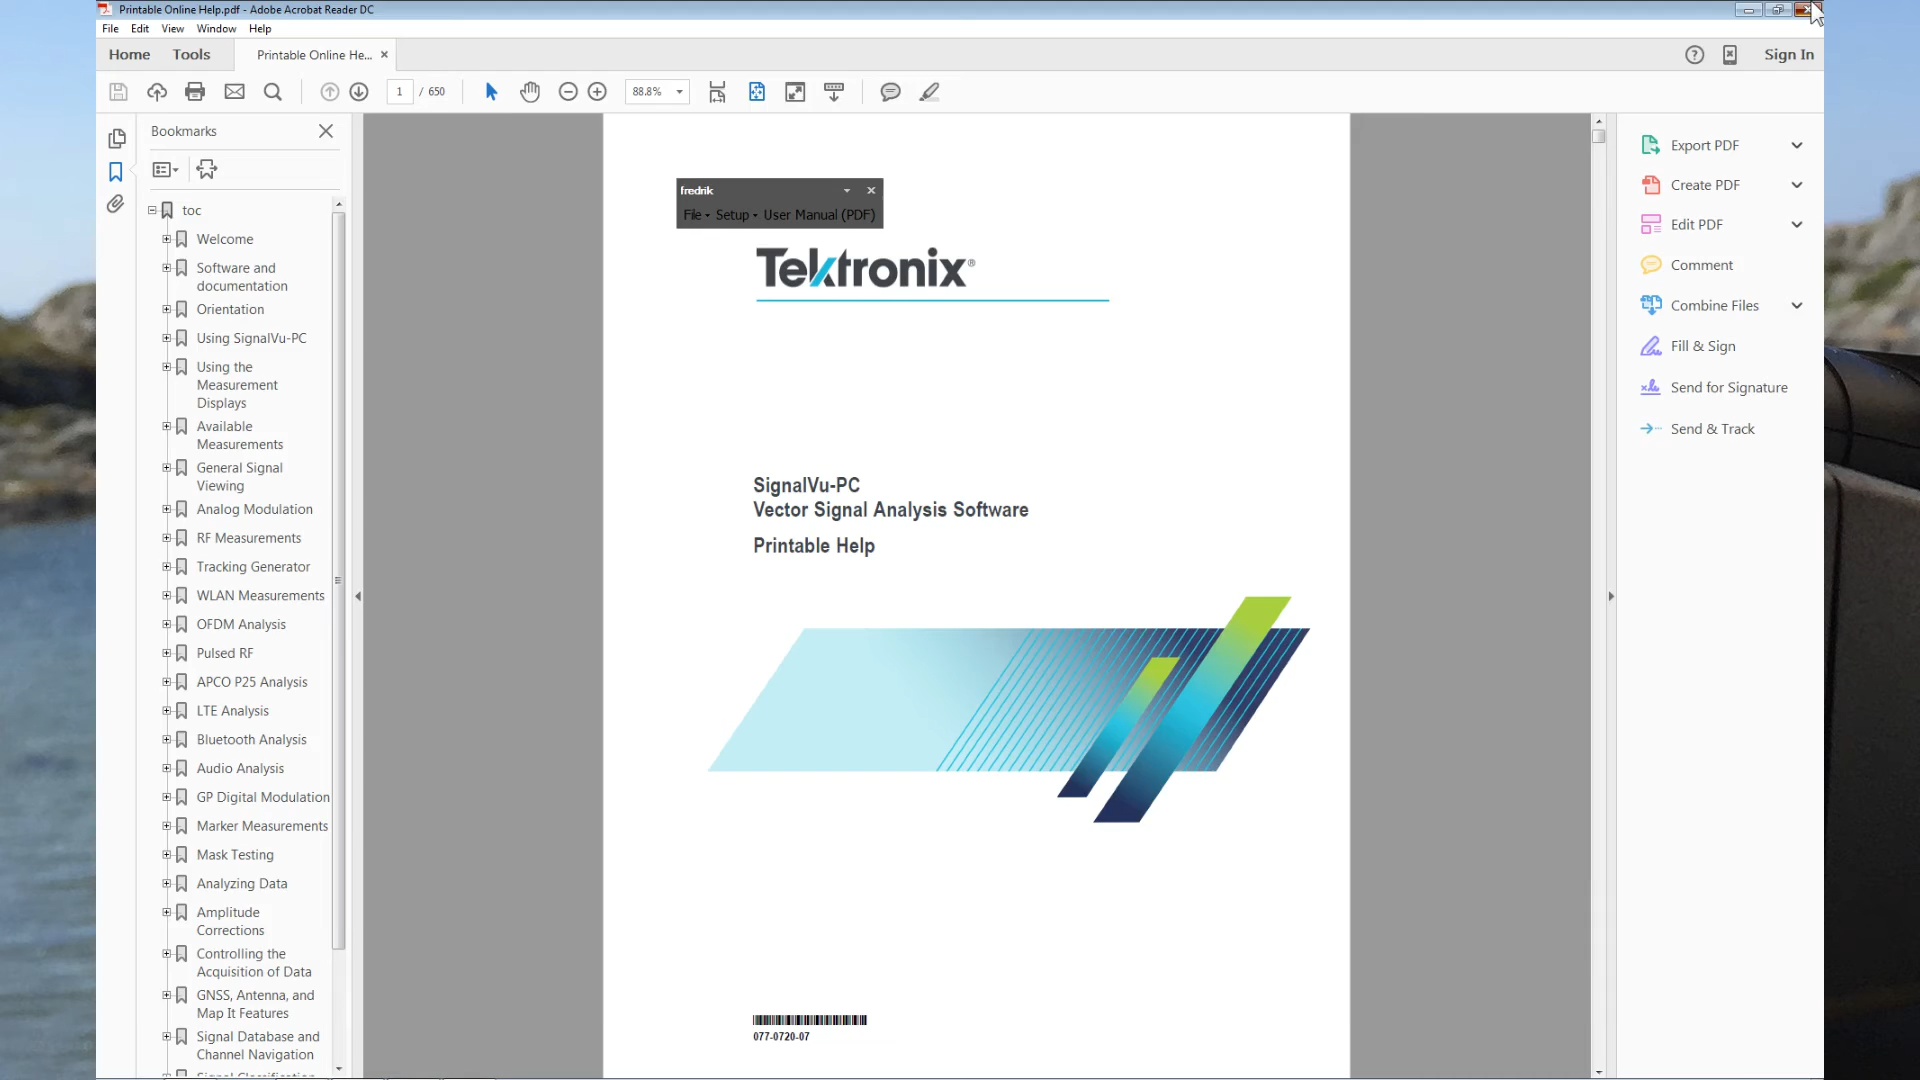 Printable Online Help.pdf - Adobe Acrobat Reader DC
File Edit View Window Help
Home Tools Printable Online He... Sign In
1 / 650 88.8%
Bookmarks
toc
Welcome
Software and
documentation
Orientation
Using SignalVu-PC
Using the
Measurement
Displays
Available
Measurements
General Signal
Viewing
Analog Modulation
RF Measurements
Tracking Generator
WLAN Measurements
OFDM Analysis
Pulsed RF
APCO P25 Analysis
LTE Analysis
Bluetooth Analysis
Audio Analysis
GP Digital Modulation
Marker Measurements
Mask Testing
Analyzing Data
Amplitude
Corrections
Controlling the
Acquisition of Data
GNSS, Antenna, and
Map It Features
Signal Database and
Channel Navigation
Signal Classification
fredrik
File Setup User Manual (PDF)
Tektronix®
SignalVu-PC
Vector Signal Analysis Software
Printable Help
077-0720-07
Export PDF
Create PDF
Edit PDF
Comment
Combine Files
Fill & Sign
Send for Signature
Send & Track